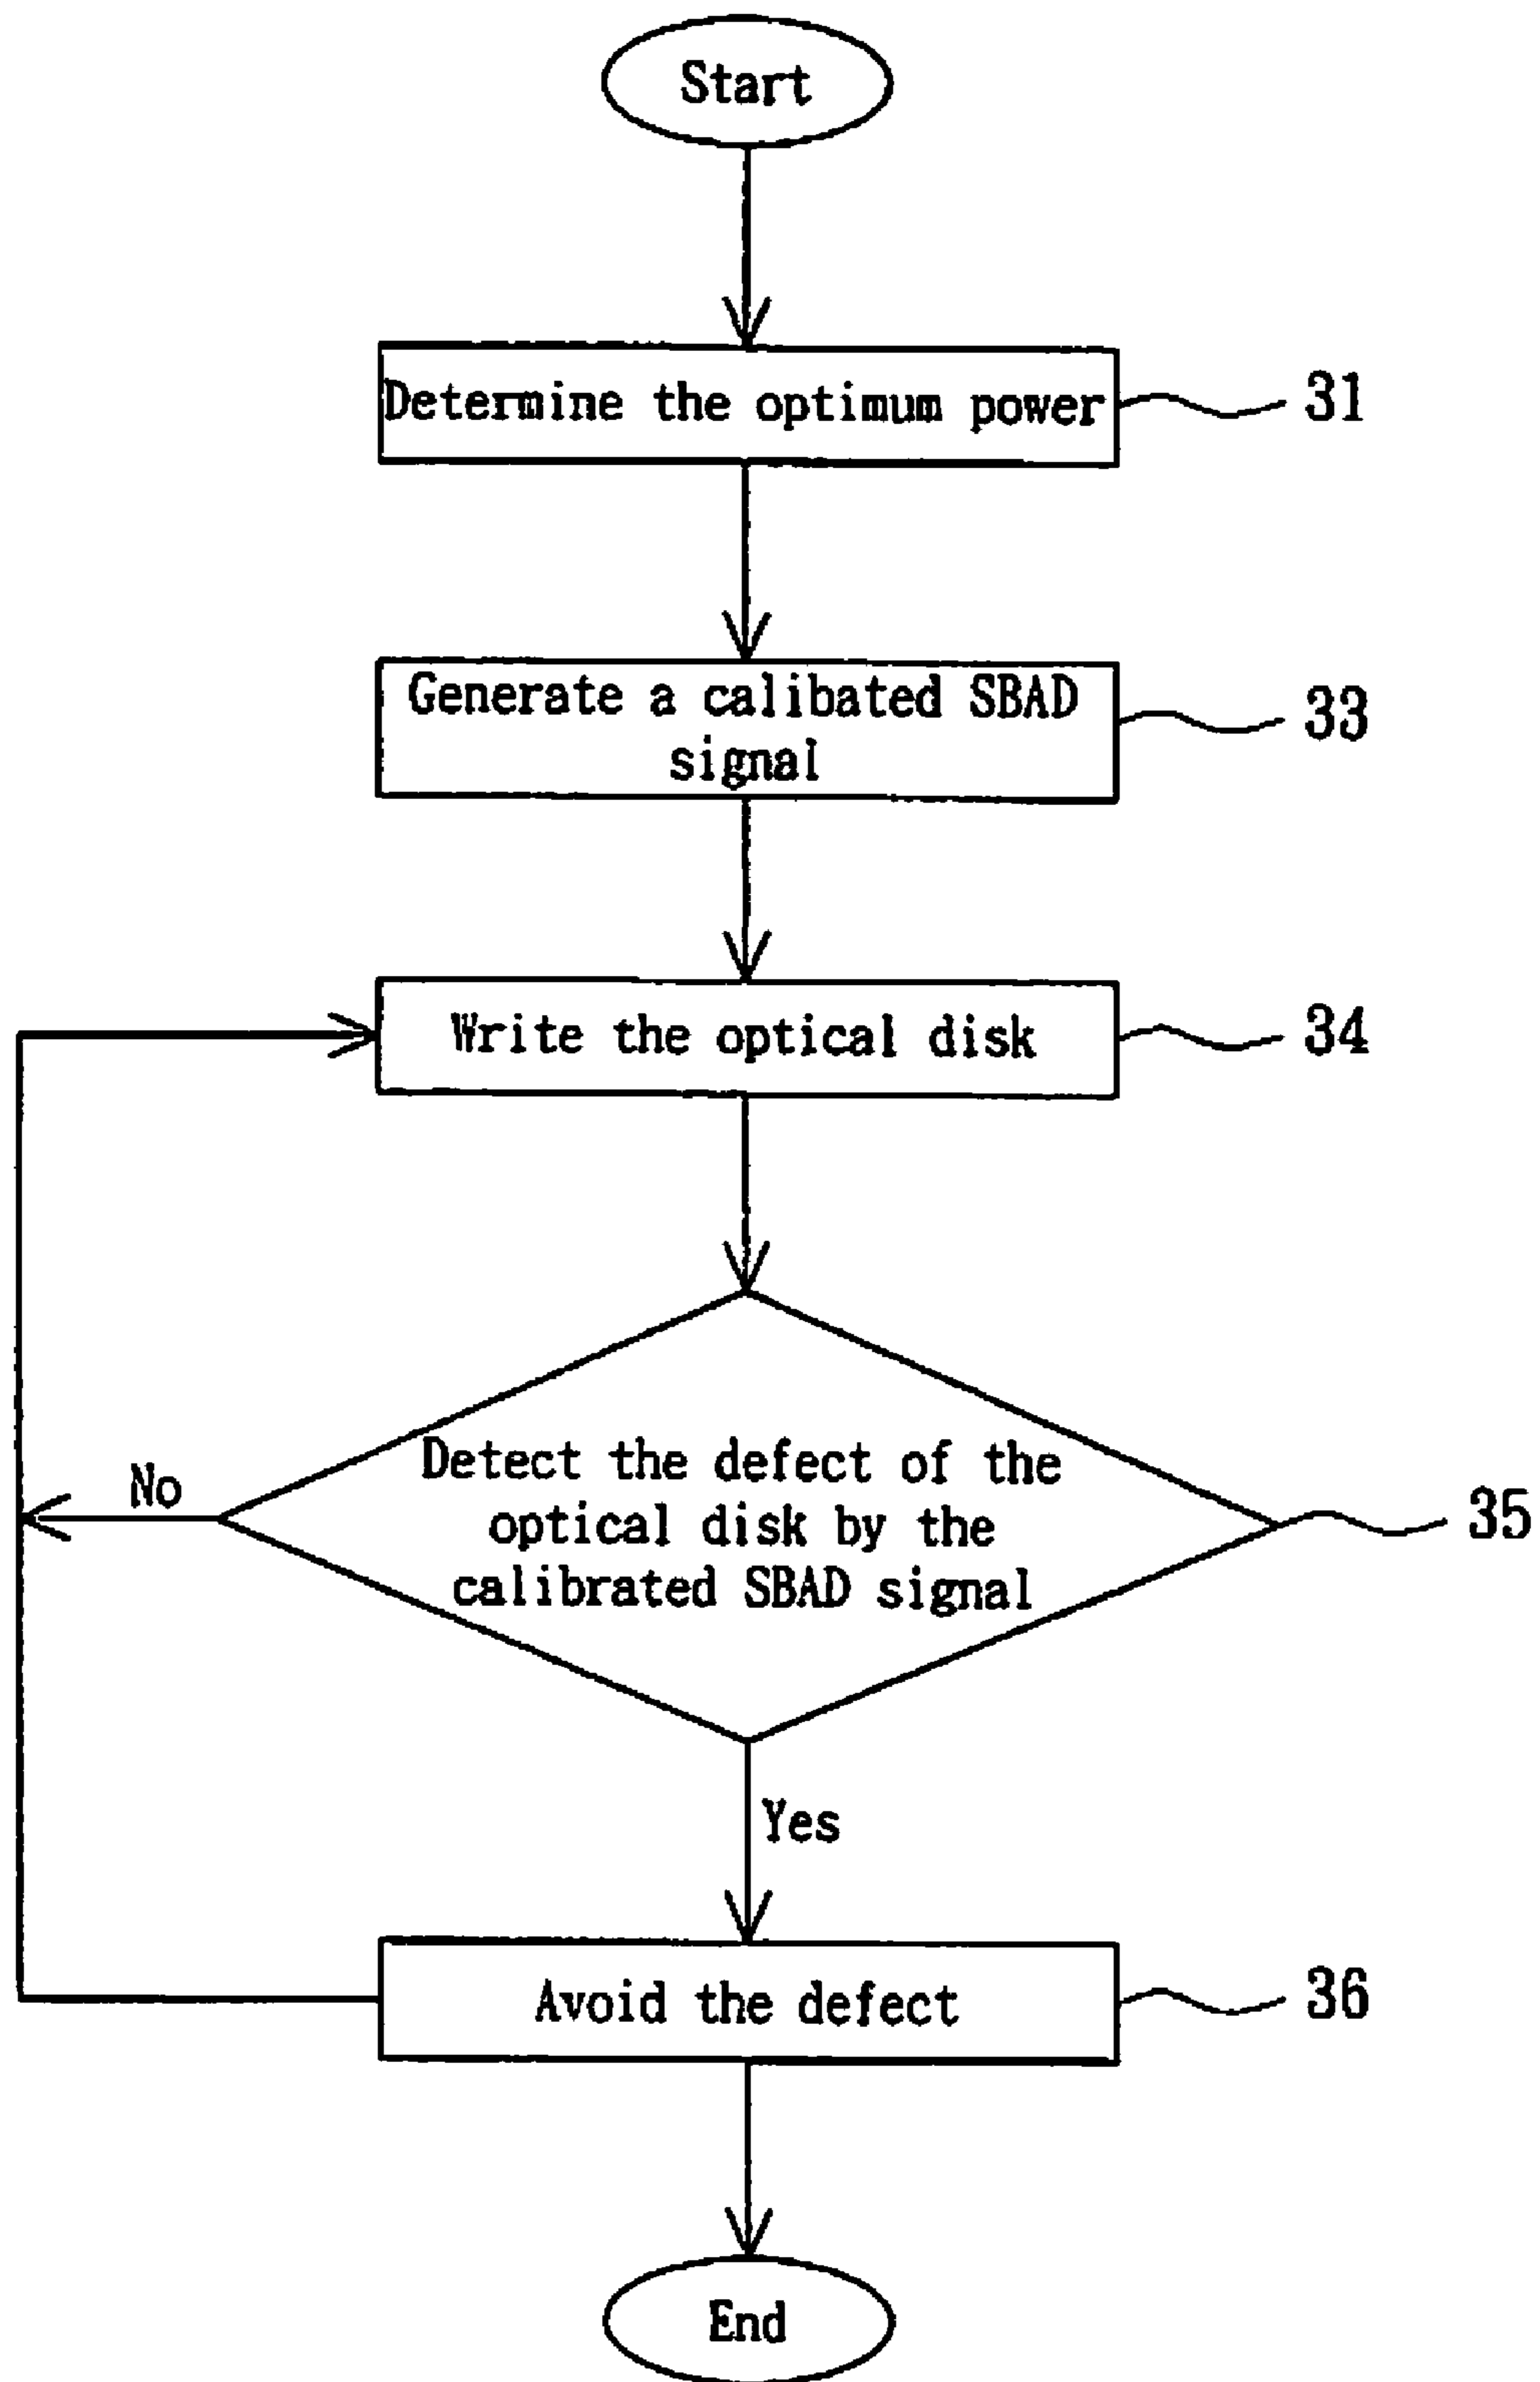 Start
Determine the optimum power
31
Generate a calibated SBAD
signal
33
Write the optical disk
34
Detect the defect of the
optical disk by the
calibrated SBAD signal
35
No
Yes
Avoid the defect
36
End